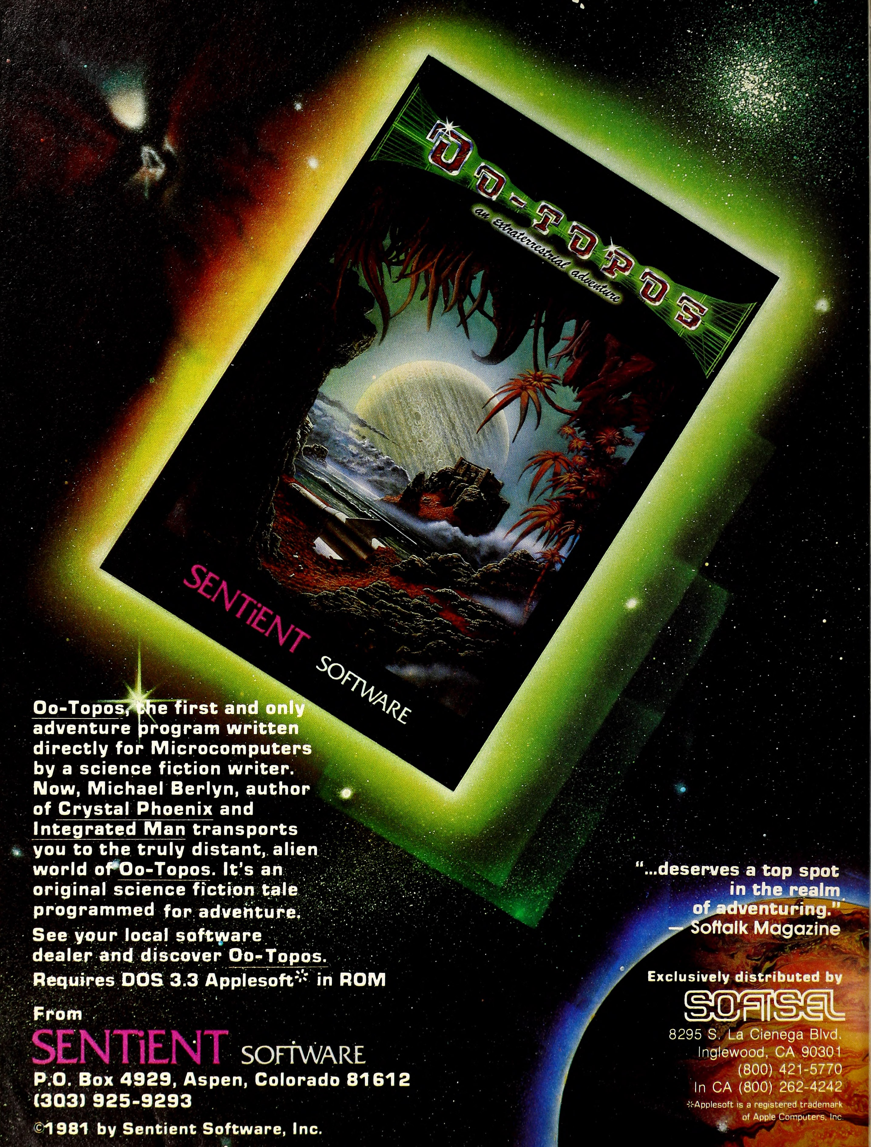 Oo-TOPOS
an extraterrestrial adventure
SENTiENT
SOFTWARE
Oo-Topos, the first and only
adventure program written
directly for Microcomputers
by a science fiction writer.
Now, Michael Berlyn, author
of Crystal Phoenix and
Integrated Man transports
you to the truly distant, alien
world of Oo-Topos. It's an
original science fiction tale
programmed for adventure.
See your local software
dealer and discover Oo-Topos.
Requires DOS 3.3 Applesoft※ in ROM
From
SENTiENT SOFTWARE
P.O. Box 4929, Aspen, Colorado 81612
(303) 925-9293
©1981 by Sentient Software, Inc.
“...deserves a top spot
in the realm
of adventuring.”
— Softalk Magazine
Exclusively distributed by
SOFTSEL
8295 S. La Cienega Blvd.
Inglewood, CA 90301
(800) 421-5770
In CA (800) 262-4242
※Applesoft is a registered trademark
of Apple Computers, Inc